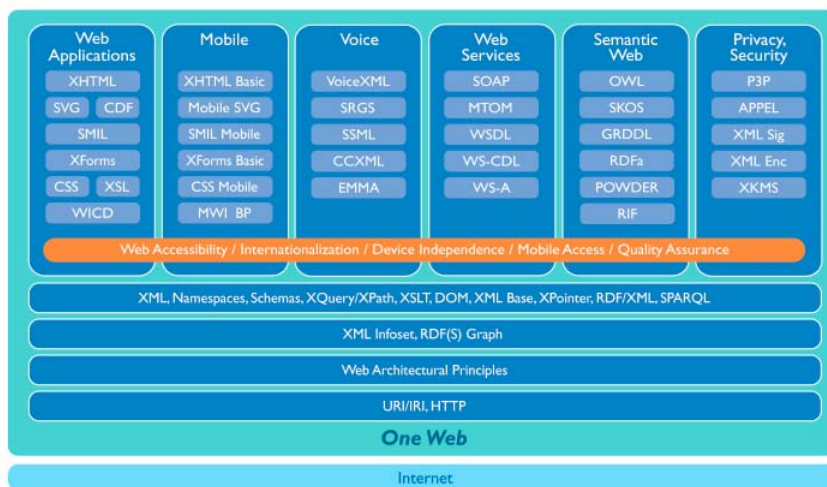 Web
Applications
XHTML
SVG CDF
SMIL
XForms
CSS XSL
WICD
Mobile
XHTML Basic
Mobile SVG
SMIL Mobile
XForms Basic
CSS Mobile
MWI BP
Voice
VoiceXML
SRGS
SSML
CCXML
EMMA
Web
Services
SOAP
MTOM
WSDL
WS-CDL
WS-A
Semantic
Web
OWL
SKOS
GRDDL
RDFa
POWDER
RIF
Privacy,
Security
P3P
APPEL
XML Sig
XML Enc
XKMS
Web Accessibility / Internationalization / Device Independence / Mobile Access / Quality Assurance
XML, Namespaces, Schemas, XQuery/XPath, XSLT, DOM, XML Base, XPointer, RDF/XML, SPARQL
XML Infoset, RDF(S) Graph
Web Architectural Principles
URI/IRI, HTTP
One Web
Internet